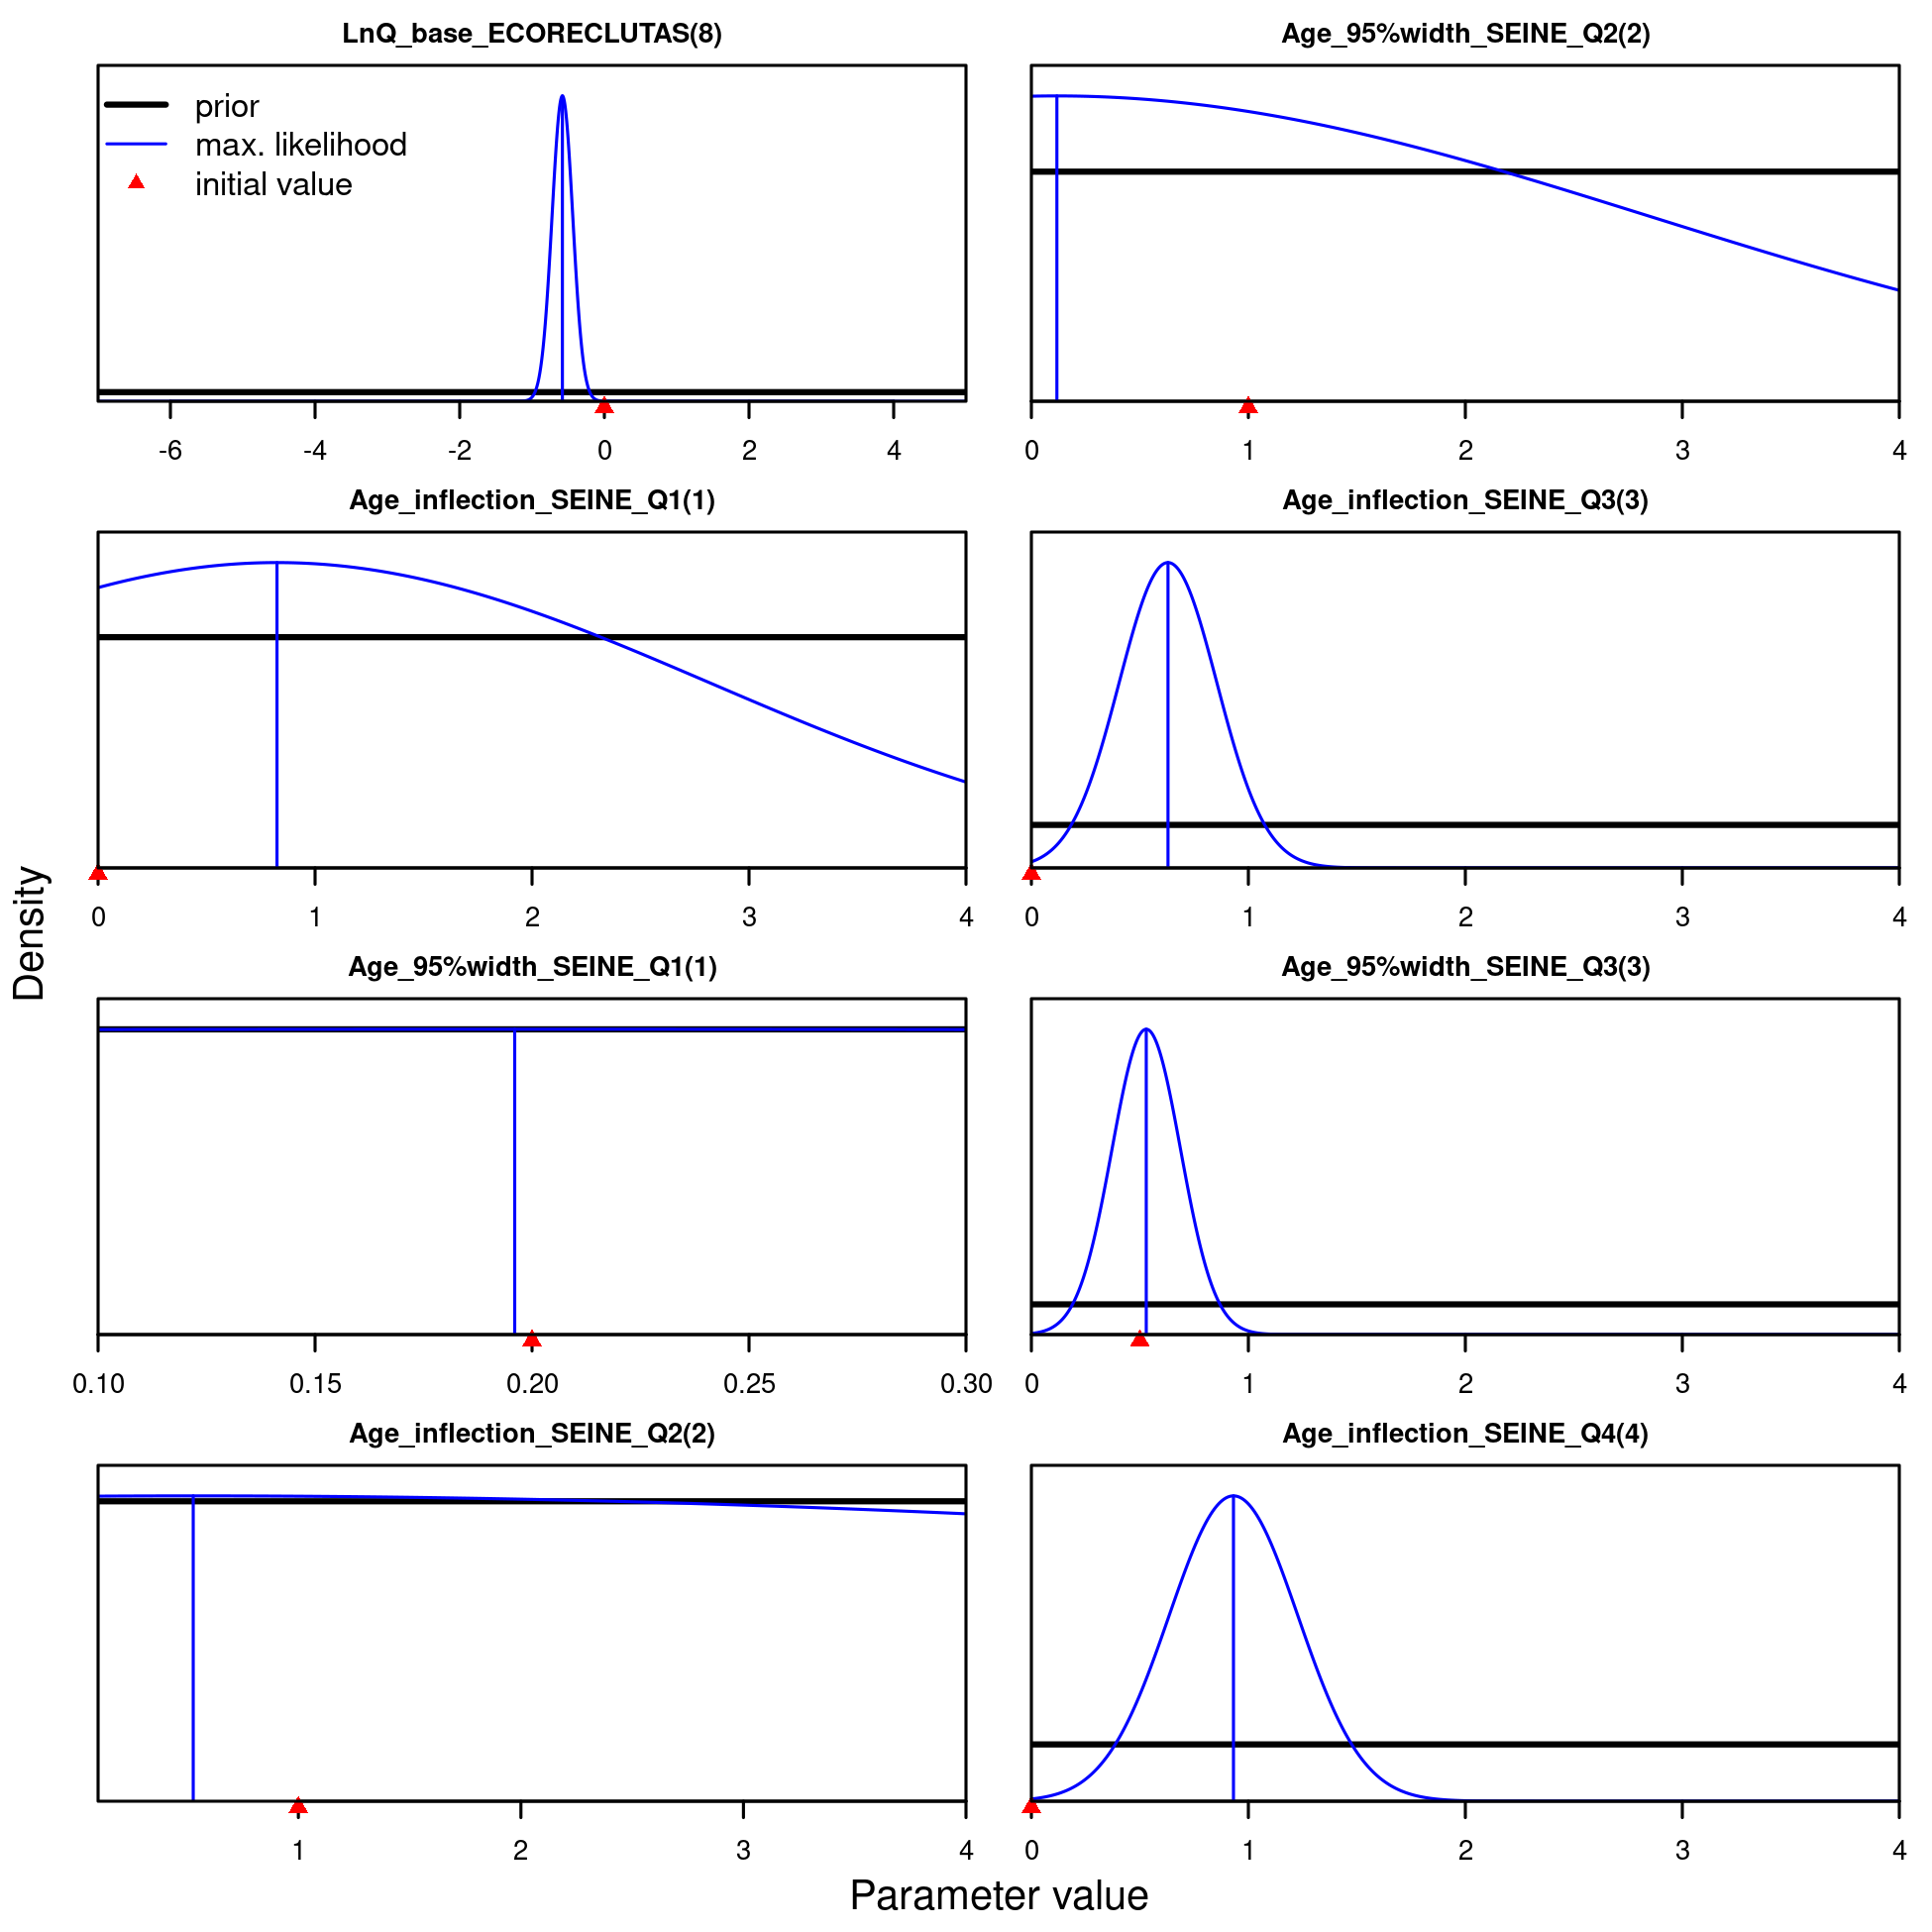 LnQ_base_ECORECLUTAS(8)
prior
max. likelihood
initial value
-6 -4 -2 0 2 4
Age_95%width_SEINE_Q2(2)
0 1 2 3 4
Age_inflection_SEINE_Q1(1)
0 1 2 3 4
Age_inflection_SEINE_Q3(3)
0 1 2 3 4
Age_95%width_SEINE_Q1(1)
0.10 0.15 0.20 0.25 0.30
Age_95%width_SEINE_Q3(3)
0 1 2 3 4
Age_inflection_SEINE_Q2(2)
1 2 3 4
Age_inflection_SEINE_Q4(4)
0 1 2 3 4
Density
Parameter value